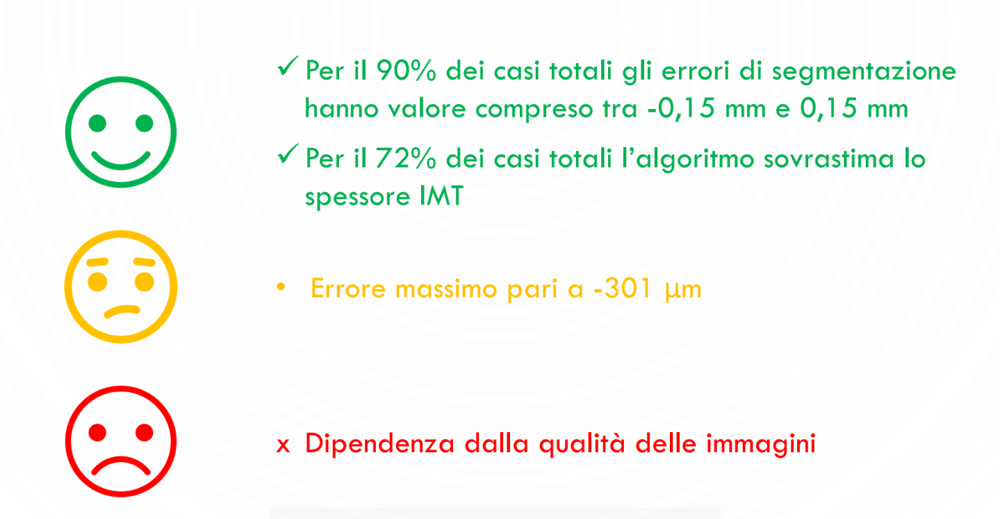 ✓ Per il 90% dei casi totali gli errori di segmentazione
hanno valore compreso tra -0,15 mm e 0,15 mm
✓ Per il 72% dei casi totali l’algoritmo sovrastima lo
spessore IMT
• Errore massimo pari a -301 µm
x Dipendenza dalla qualità delle immagini